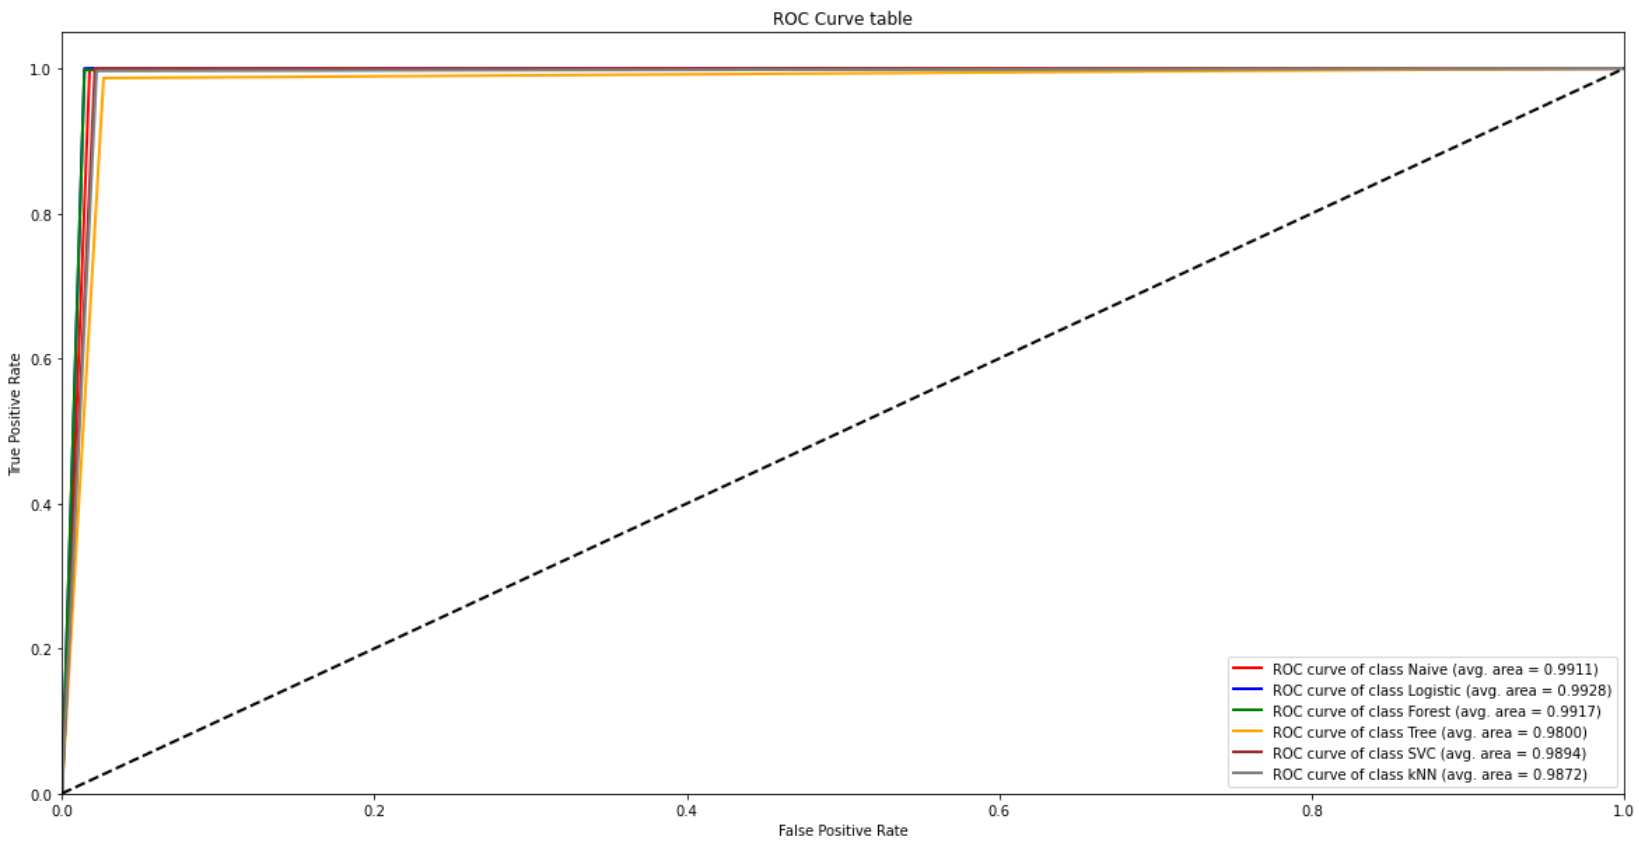 ROC Curve table
1.0
0.8
0.6
0.4
0.2
0.0
True Positive Rate
ROC curve of class Naive (avg. area = 0.9911)
ROC curve of class Logistic (avg. area = 0.9928)
ROC curve of class Forest (avg. area = 0.9917)
ROC curve of class Tree (avg. area = 0.9800)
ROC curve of class SVC (avg. area = 0.9894)
ROC curve of class kNN (avg. area = 0.9872)
0.0 0.2 0.4 0.6 0.8 1.0
False Positive Rate